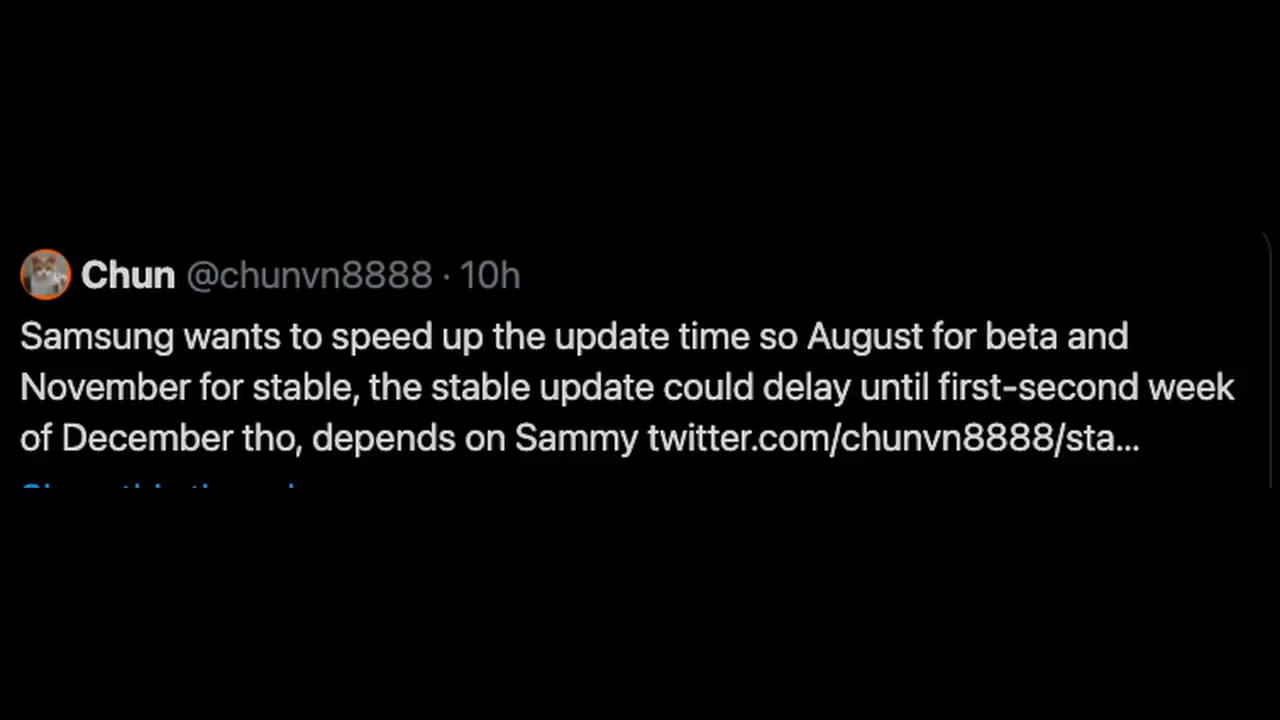 Chun @chunvn8888 · 10h
Samsung wants to speed up the update time so August for beta and
November for stable, the stable update could delay until first-second week
of December tho, depends on Sammy twitter.com/chunvn8888/sta...